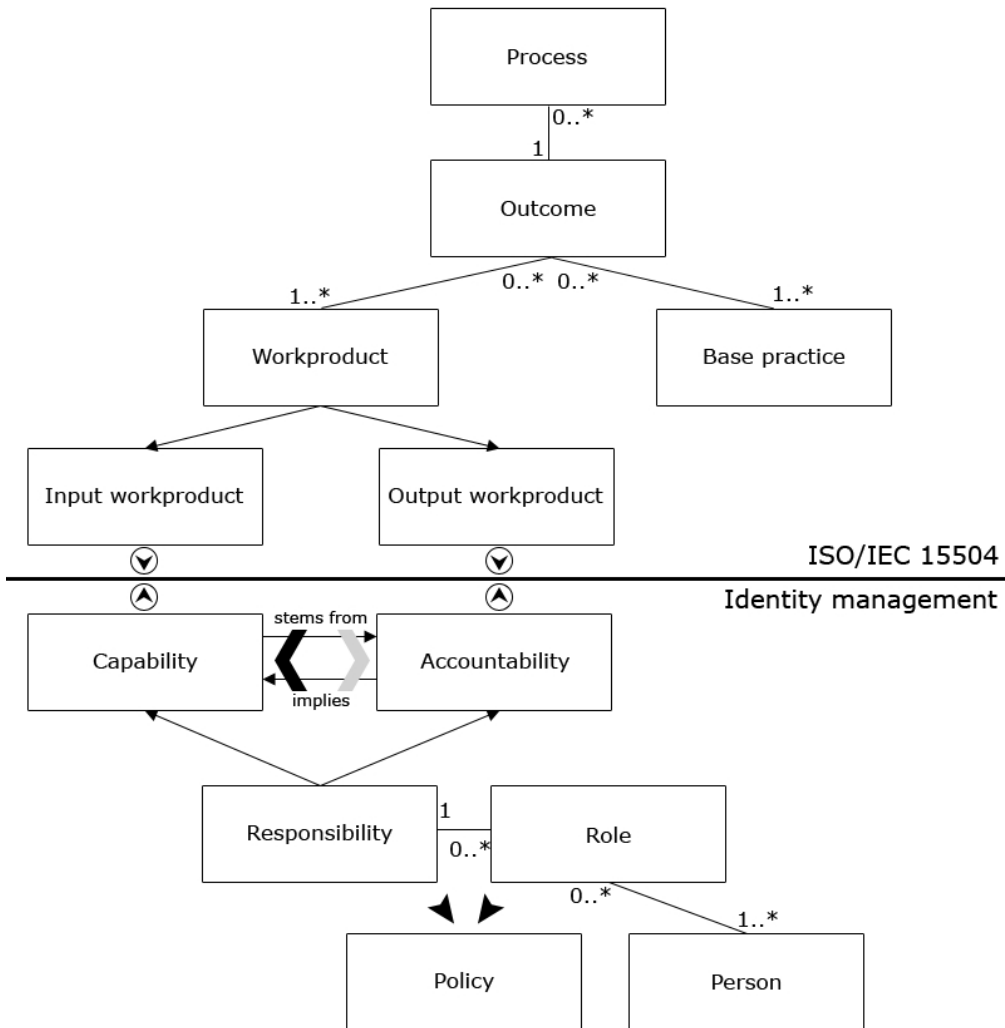 Process
0..*
1
Outcome
0..* 0..*
1..*
1..*
Workproduct
Base practice
Input workproduct
Output workproduct
ISO/IEC 15504
Identity management
stems from
Capability
Accountability
implies
1
Responsibility
Role
0..*
0..*
1..*
Policy
Person